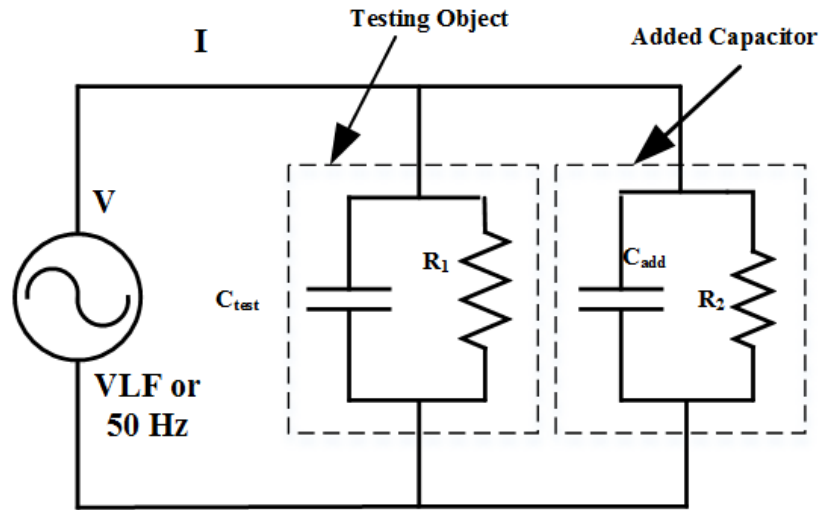 Testing Object
I
Added Capacitor
V
R1
Cadd
Ctest
R2
VLF or
50 Hz